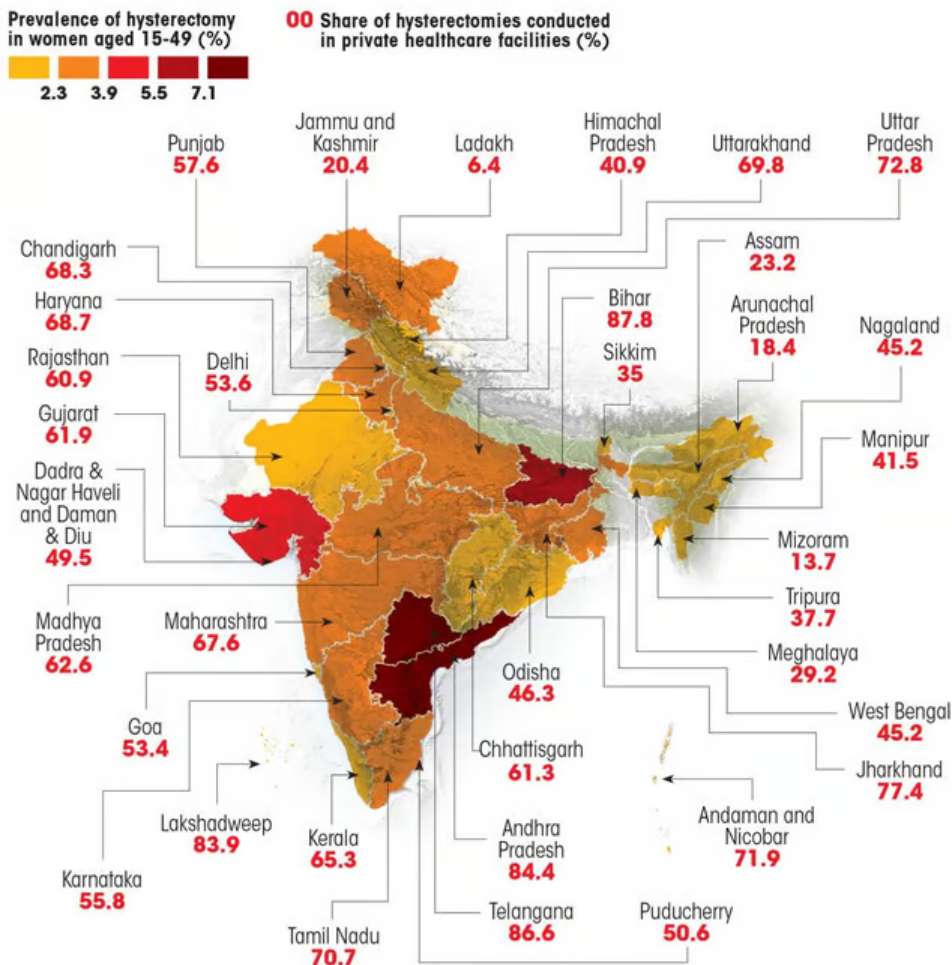 Prevalence of hysterectomy
in women aged 15-49 (%)
2.3 3.9 5.5 7.1
00 Share of hysterectomies conducted
in private healthcare facilities (%)
Punjab
57.6
Jammu and
Kashmir
20.4
Ladakh
6.4
Himachal
Pradesh
40.9
Uttarakhand
69.8
Uttar
Pradesh
72.8
Chandigarh
68.3
Haryana
68.7
Rajasthan
60.9
Gujarat
61.9
Dadra &
Nagar Haveli
and Daman
& Diu
49.5
Delhi
53.6
Bihar
87.8
Sikkim
35
Assam
23.2
Arunachal
Pradesh
18.4
Nagaland
45.2
Manipur
41.5
Mizoram
13.7
Tripura
37.7
Meghalaya
29.2
West Bengal
45.2
Jharkhand
77.4
Madhya
Pradesh
62.6
Maharashtra
67.6
Goa
53.4
Lakshadweep
83.9
Karnataka
55.8
Kerala
65.3
Tamil Nadu
70.7
Odisha
46.3
Chhattisgarh
61.3
Andhra
Pradesh
84.4
Telangana
86.6
Puducherry
50.6
Andaman and
Nicobar
71.9